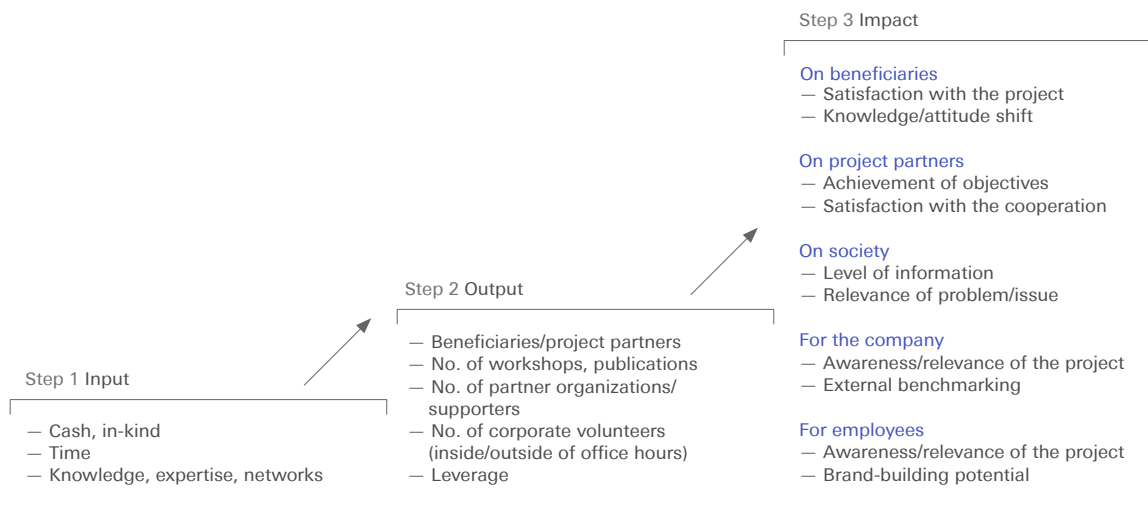 Step 1 Input
— Cash, in-kind
— Time
— Knowledge, expertise, networks
Step 2 Output
— Beneficiaries/project partners
— No. of workshops, publications
— No. of partner organizations/
supporters
— No. of corporate volunteers
(inside/outside of office hours)
— Leverage
Step 3 Impact
On beneficiaries
— Satisfaction with the project
— Knowledge/attitude shift
On project partners
— Achievement of objectives
— Satisfaction with the cooperation
On society
— Level of information
— Relevance of problem/issue
For the company
— Awareness/relevance of the project
— External benchmarking
For employees
— Awareness/relevance of the project
— Brand-building potential